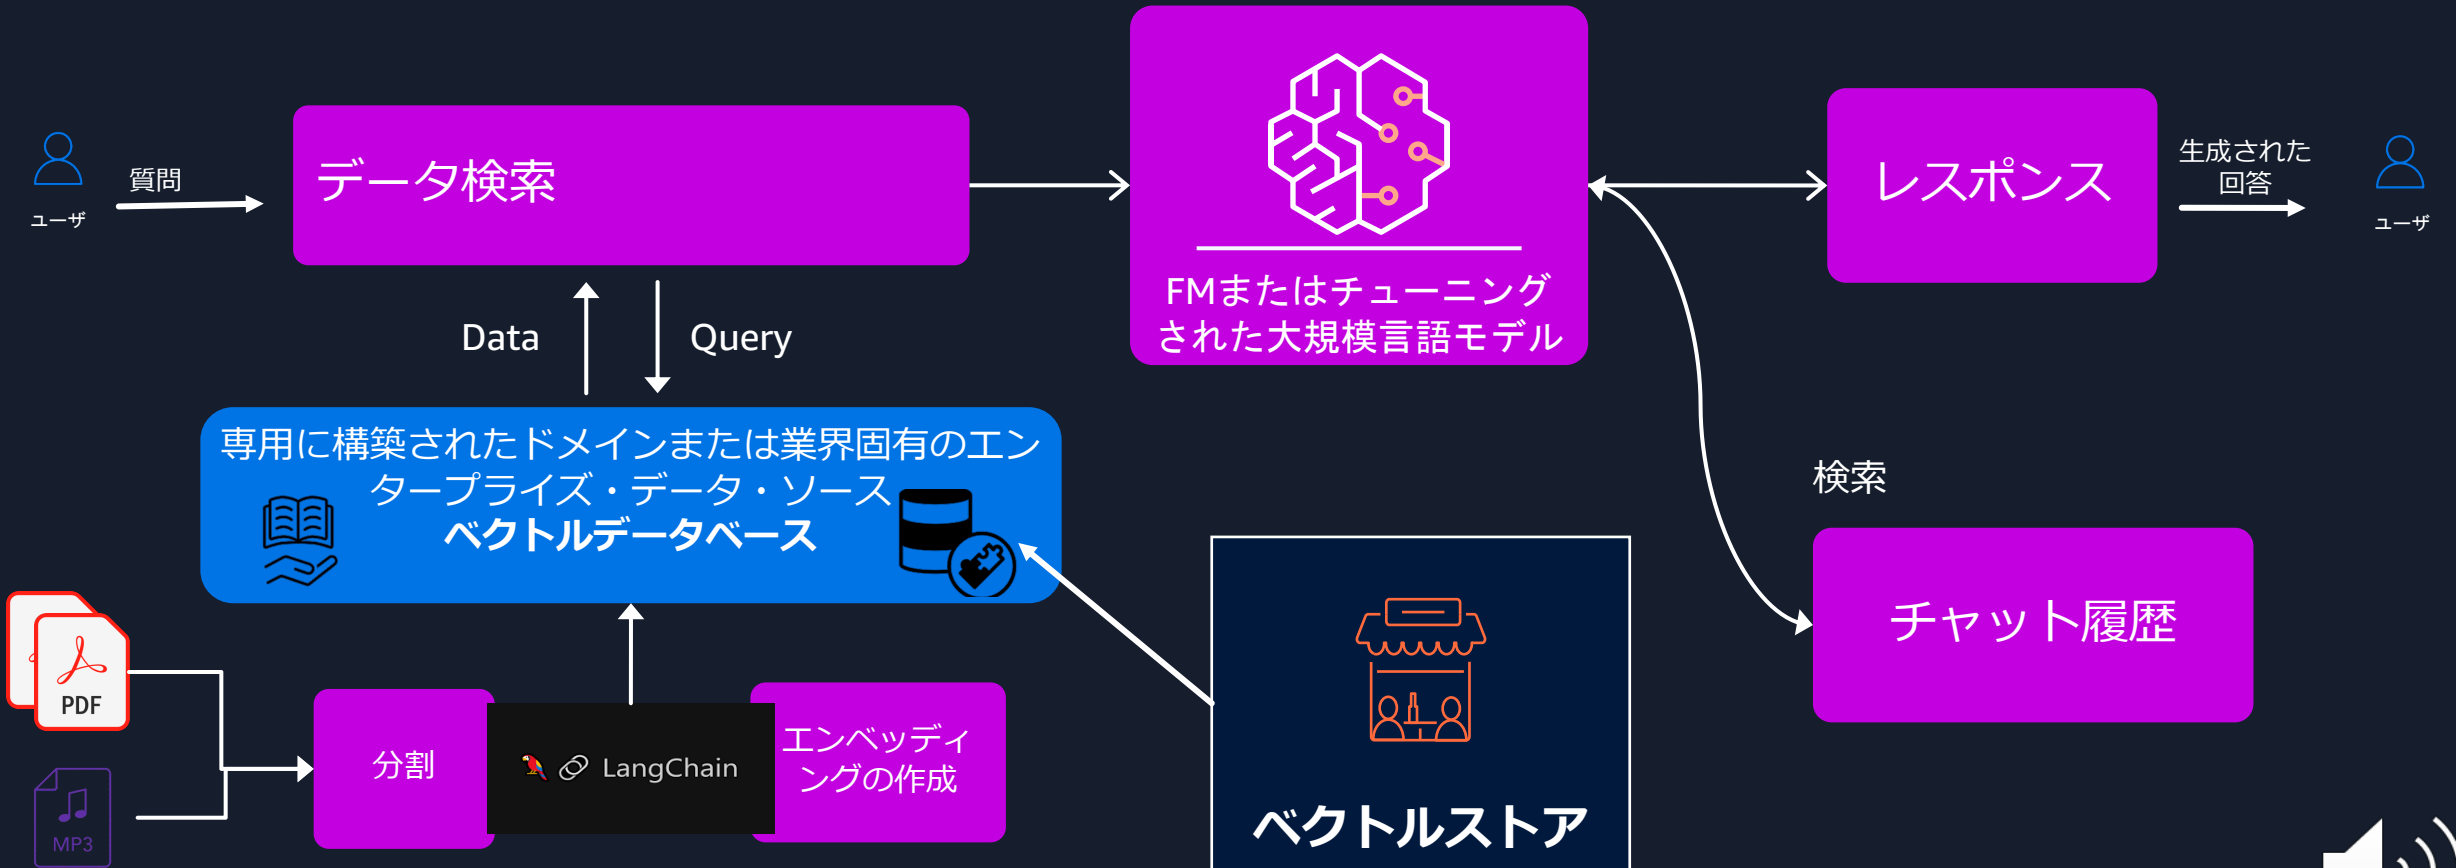 ユーザ
質問
データ検索
FMまたはチューニング
された大規模言語モデル
レスポンス
生成された
回答
ユーザ
Data
Query
専用に構築されたドメインまたは業界固有のエン
タープライズ・データ・ソース
ベクトルデータベース
検索
チャット履歴
PDF
MP3
分割
LangChain
エンベッディ
ングの作成
ベクトルストア